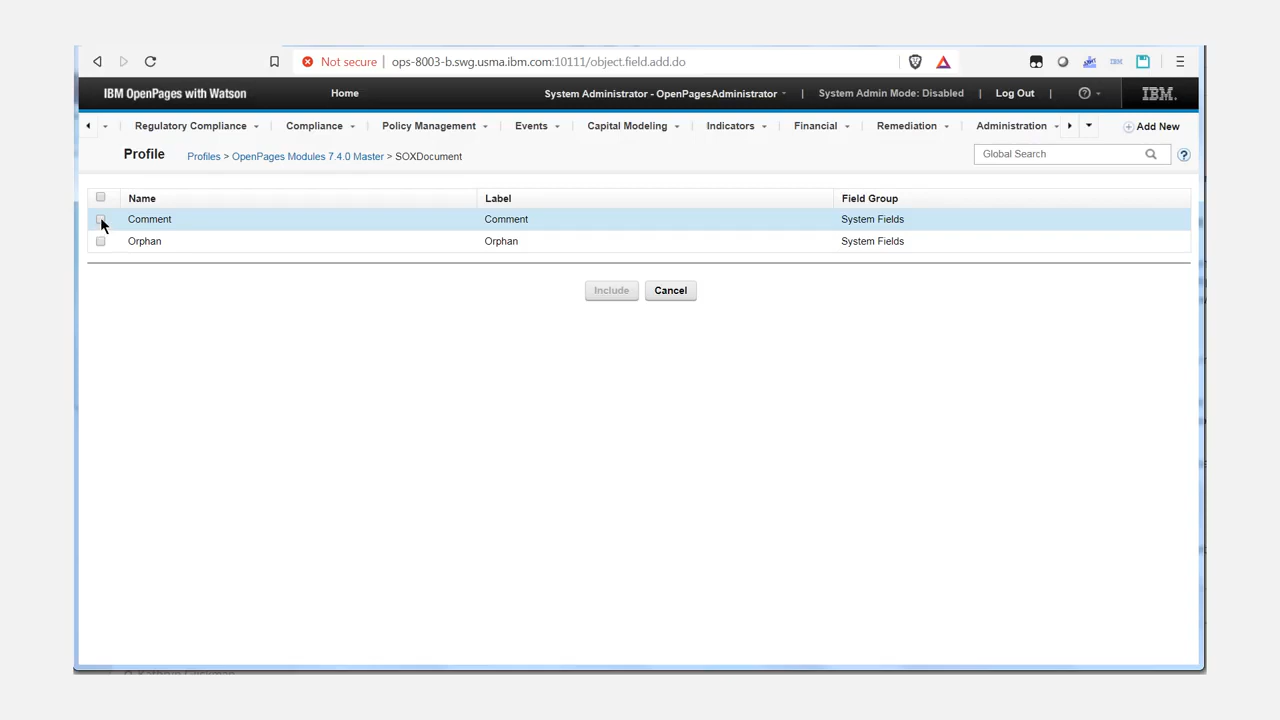 Not secure ops-8003rb.swg.usma.ibm.com:10111/object.field.add.do
IBM OpenPages with Watson Home System Administrator - OpenPagesAdministrator | System Admin Mode: Disabled | Log Out | IBM.
Regulatory Compliance | Compliance | Policy Management | Events | Capital Modeling | Indicators | Financial | Remediation | Administration Add New
Profile Profiles > OpenPages Modules 7.4.0 Master > SOXDocument Global Search
Name Label Field Group
Comment Comment System Fields
Orphan Orphan System Fields
Include Cancel